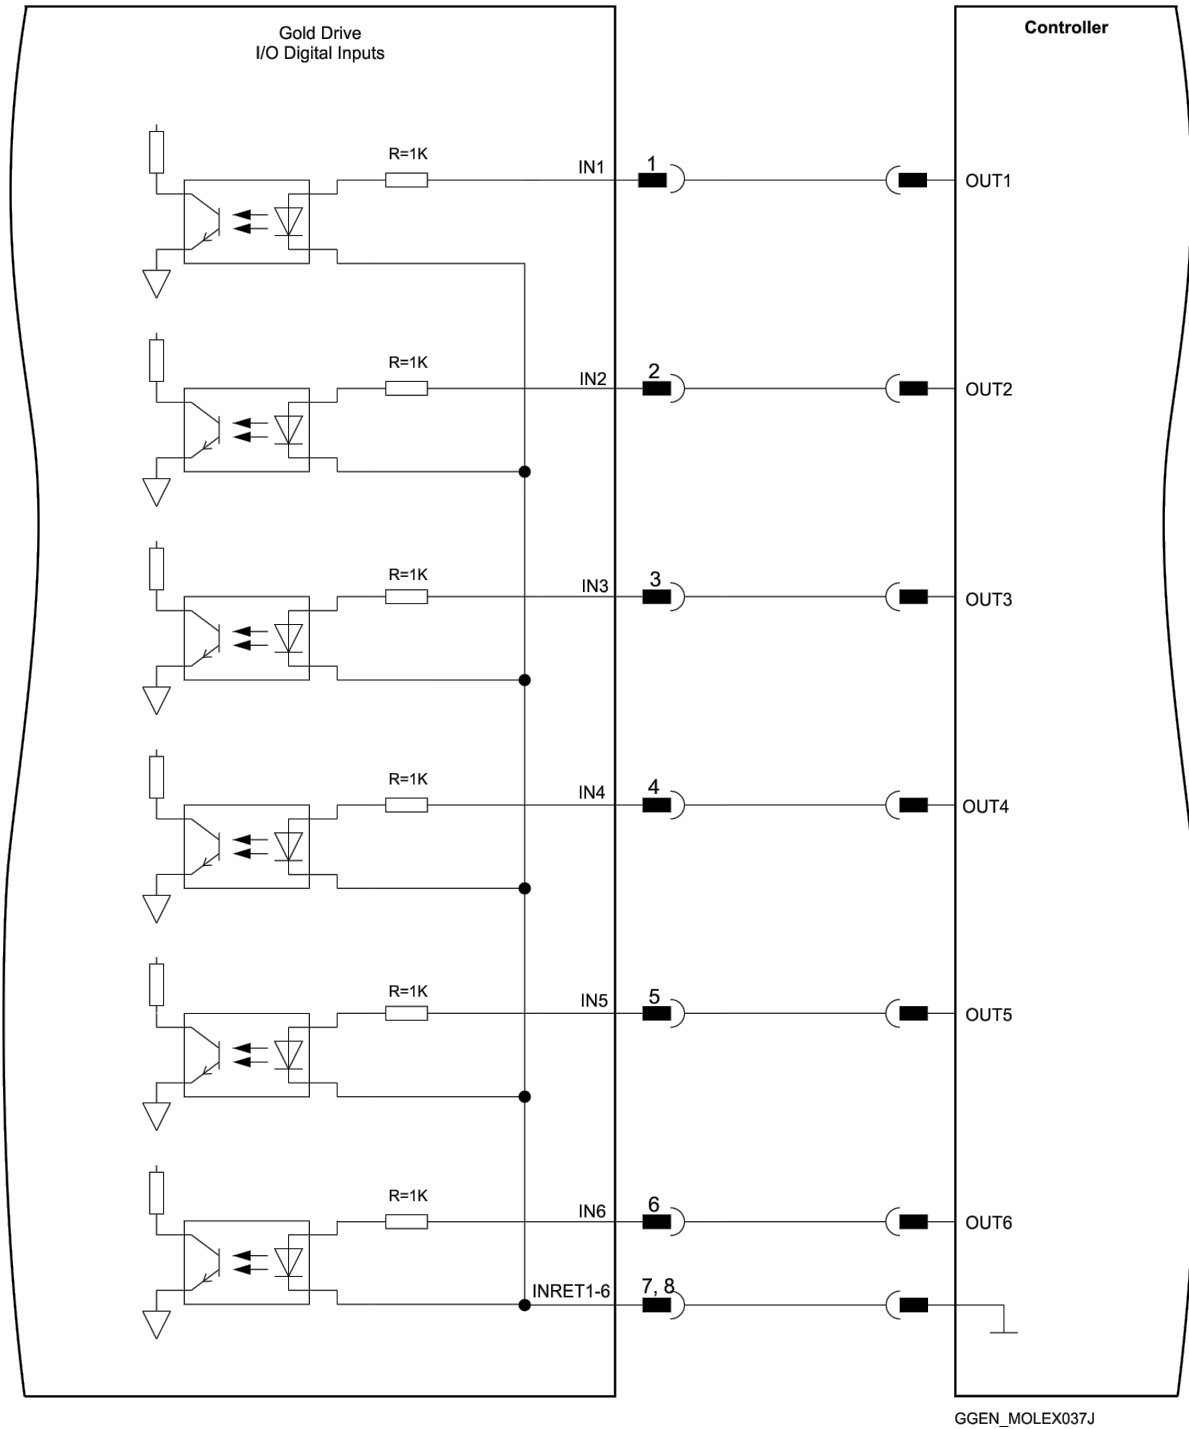 Gold Drive
I/O Digital Inputs
Controller
R=1K
IN1
1
OUT1
R=1K
IN2
2
OUT2
R=1K
IN3
3
OUT3
R=1K
IN4
4
OUT4
R=1K
IN5
5
OUT5
R=1K
IN6
6
OUT6
INRET1-6
7, 8
GGEN_MOLEX037J